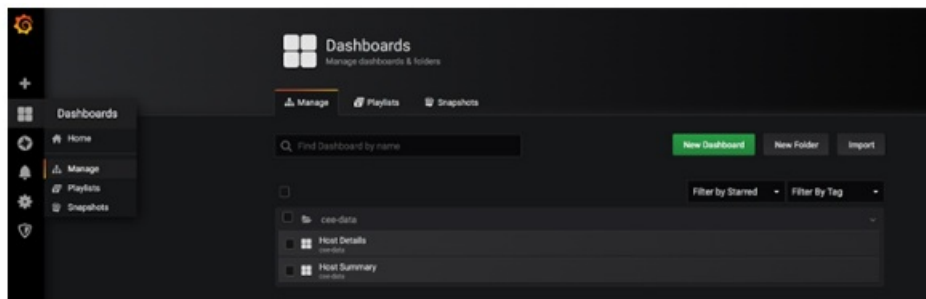 Dashboards
Manage dashboards & folders
Manage Playlists Snapshots
Dashboards
Home
Manage
Playlists
Snapshots
Find Dashboard by name
New Dashboard New Folder Import
Filter by Starred Filter By Tag
cee-data
Host Details
cee-data
Host Summary
cee-data